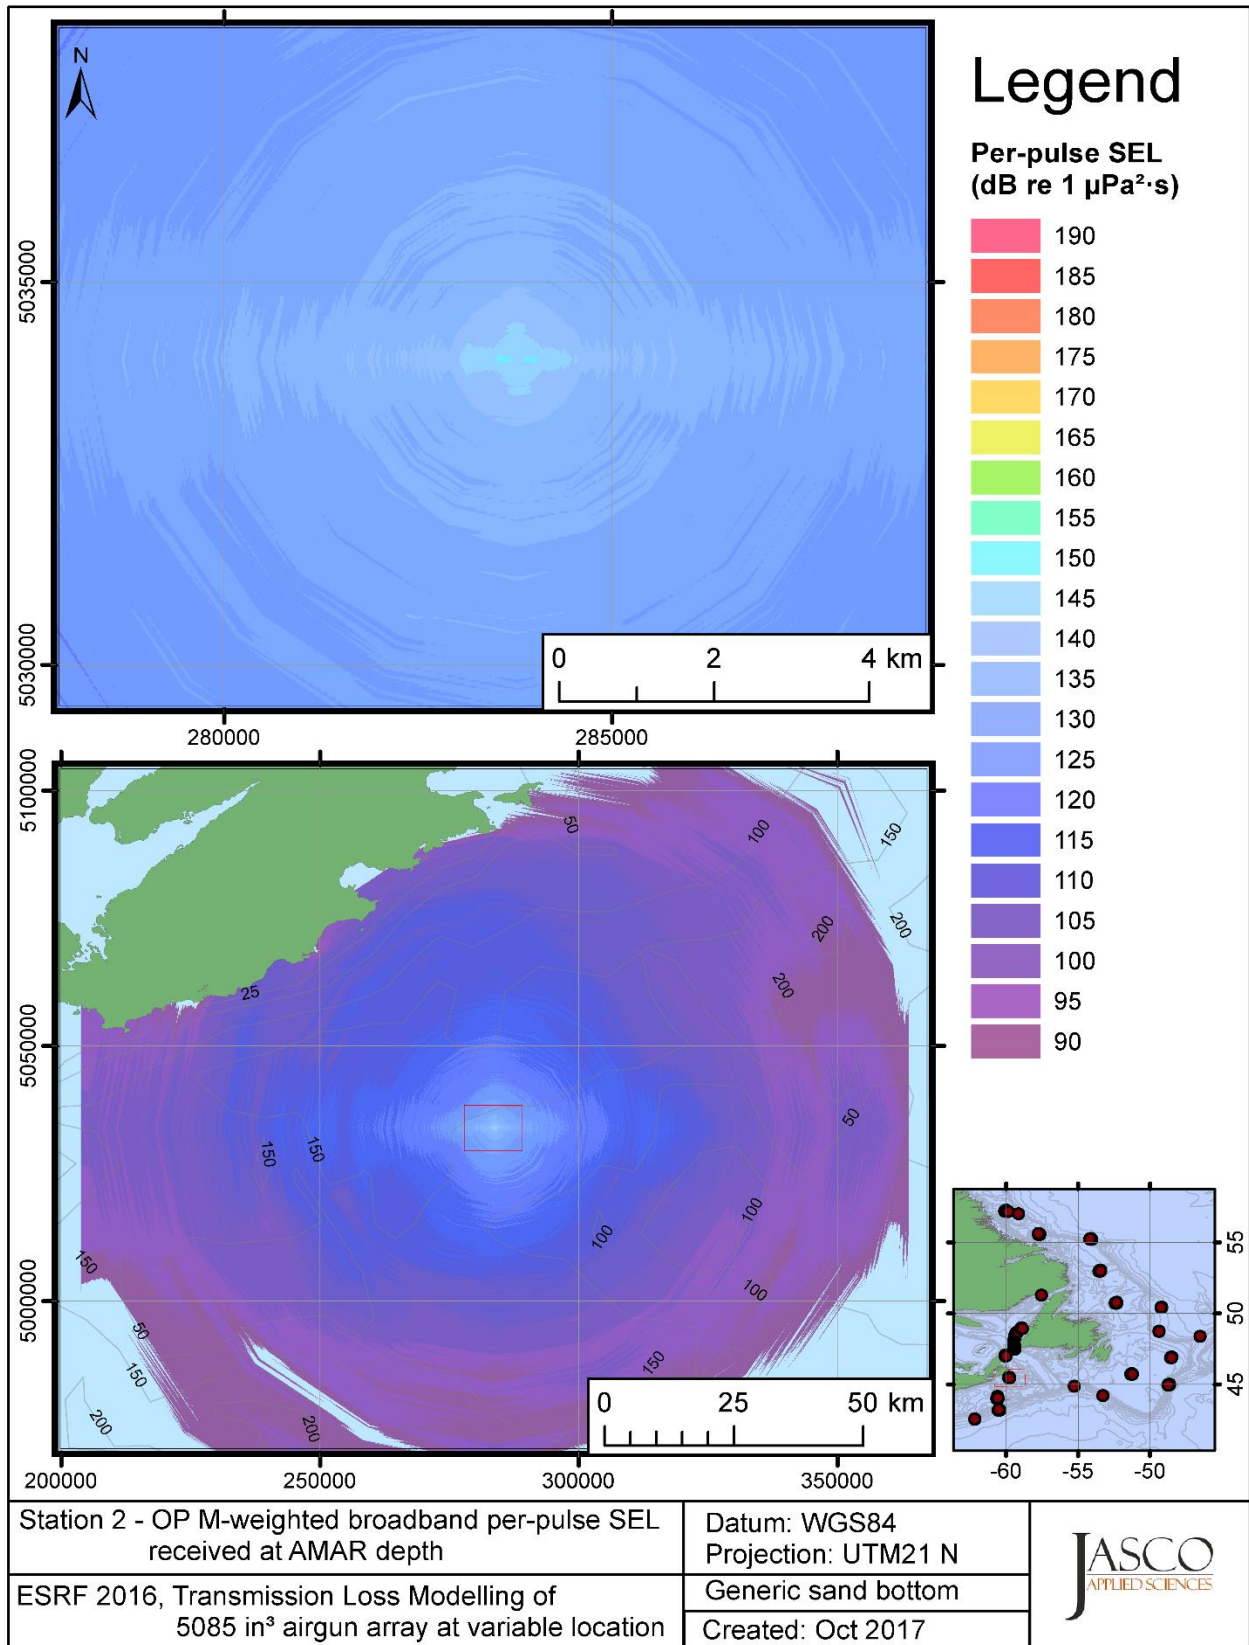 N
5035000
5030000
0 2 4 km
280000 285000
5100000
5050000
5000000
50
100
150
200
200
200
25
150
150
50
100
100
100
150
150
50
150
200
200
0 25 50 km
200000 250000 300000 350000
Legend
Per-pulse SEL
(dB re 1 µPa²·s)
190
185
180
175
170
165
160
155
150
145
140
135
130
125
120
115
110
105
100
95
90
55
50
45
-60 -55 -50
Station 2 - OP M-weighted broadband per-pulse SEL
received at AMAR depth
ESRF 2016, Transmission Loss Modelling of
5085 in³ airgun array at variable location
Datum: WGS84
Projection: UTM21 N
Generic sand bottom
Created: Oct 2017
JASCO
APPLIED SCIENCES